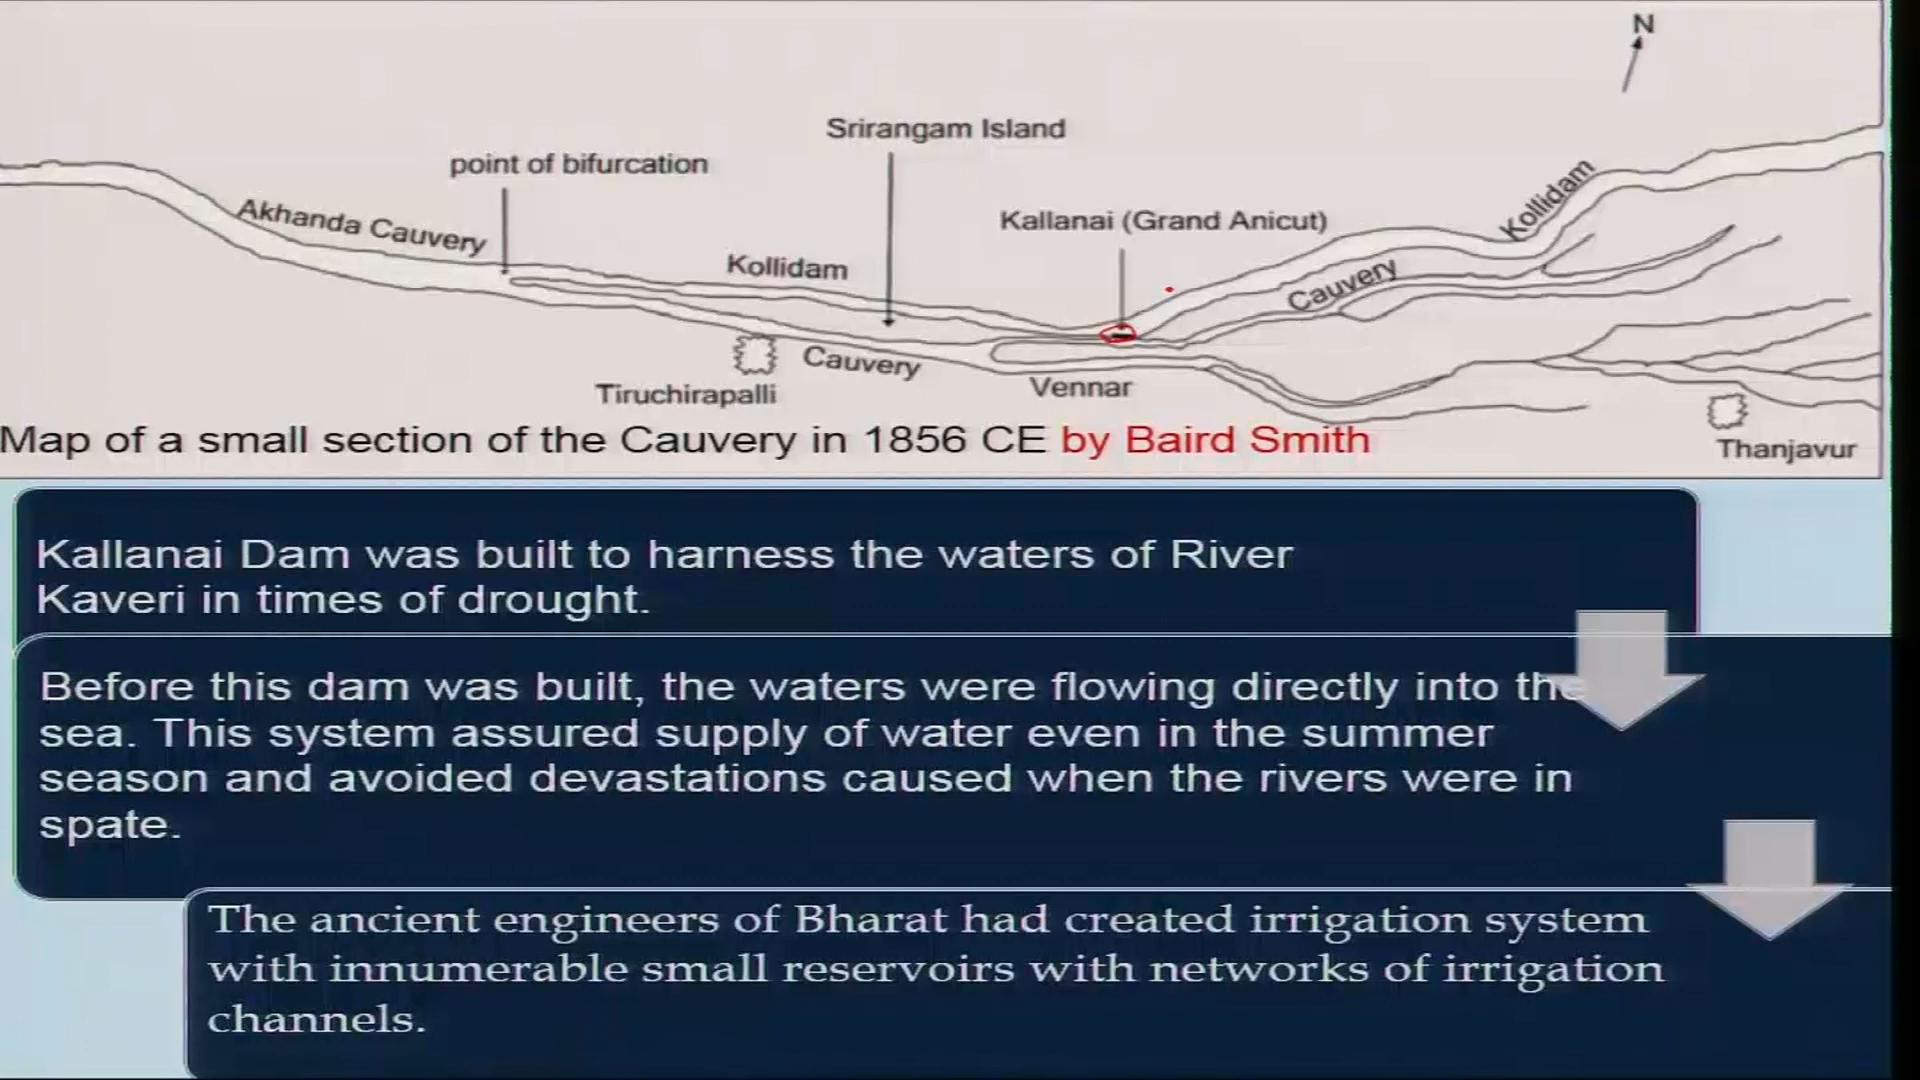 N
Srirangam Island
point of bifurcation
Kallanai (Grand Anicut)
Kollidam
Akhanda Cauvery
Kollidam
Cauvery
Cauvery
Vennar
Tiruchirapalli
Thanjavur
Map of a small section of the Cauvery in 1856 CE by Baird Smith
Kallanai Dam was built to harness the waters of River
Kaveri in times of drought.
Before this dam was built, the waters were flowing directly into the
sea. This system assured supply of water even in the summer
season and avoided devastations caused when the rivers were in
spate.
The ancient engineers of Bharat had created irrigation system
with innumerable small reservoirs with networks of irrigation
channels.